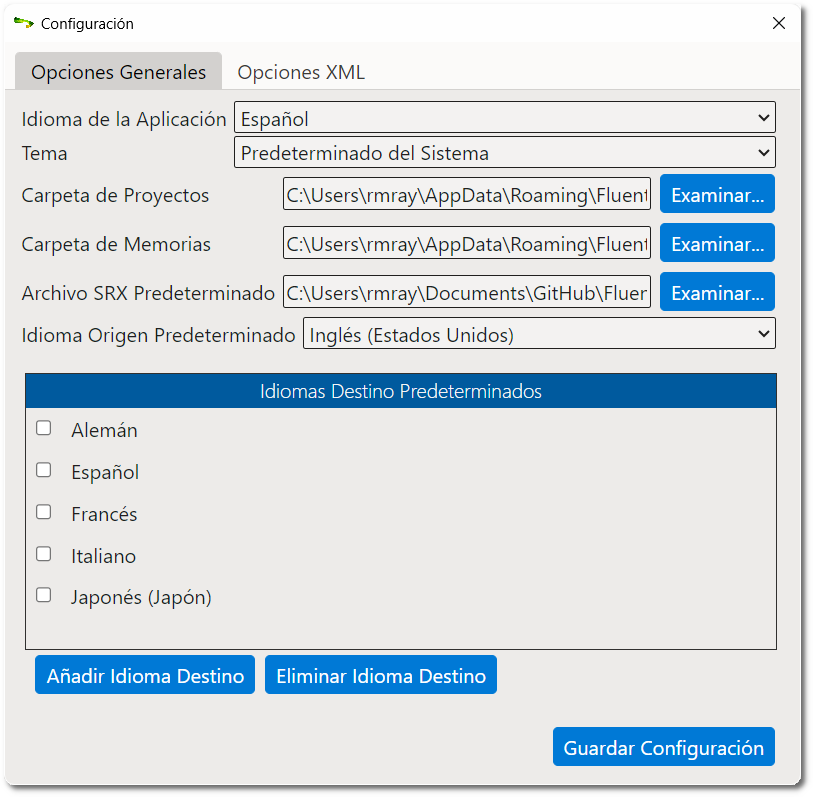 Configuración
Opciones Generales Opciones XML
Idioma de la Aplicación Español
Tema Predeterminado del Sistema
Carpeta de Proyectos C:\Users\rmray\AppData\Roaming\Fluent Examinar...
Carpeta de Memorias C:\Users\rmray\AppData\Roaming\Fluent Examinar...
Archivo SRX Predeterminado C:\Users\rmray\Documents\GitHub\Fluen Examinar...
Idioma Origen Predeterminado Inglés (Estados Unidos)
Idiomas Destino Predeterminados
Alemán
Español
Francés
Italiano
Japonés (Japón)
Añadir Idioma Destino Eliminar Idioma Destino
Guardar Configuración